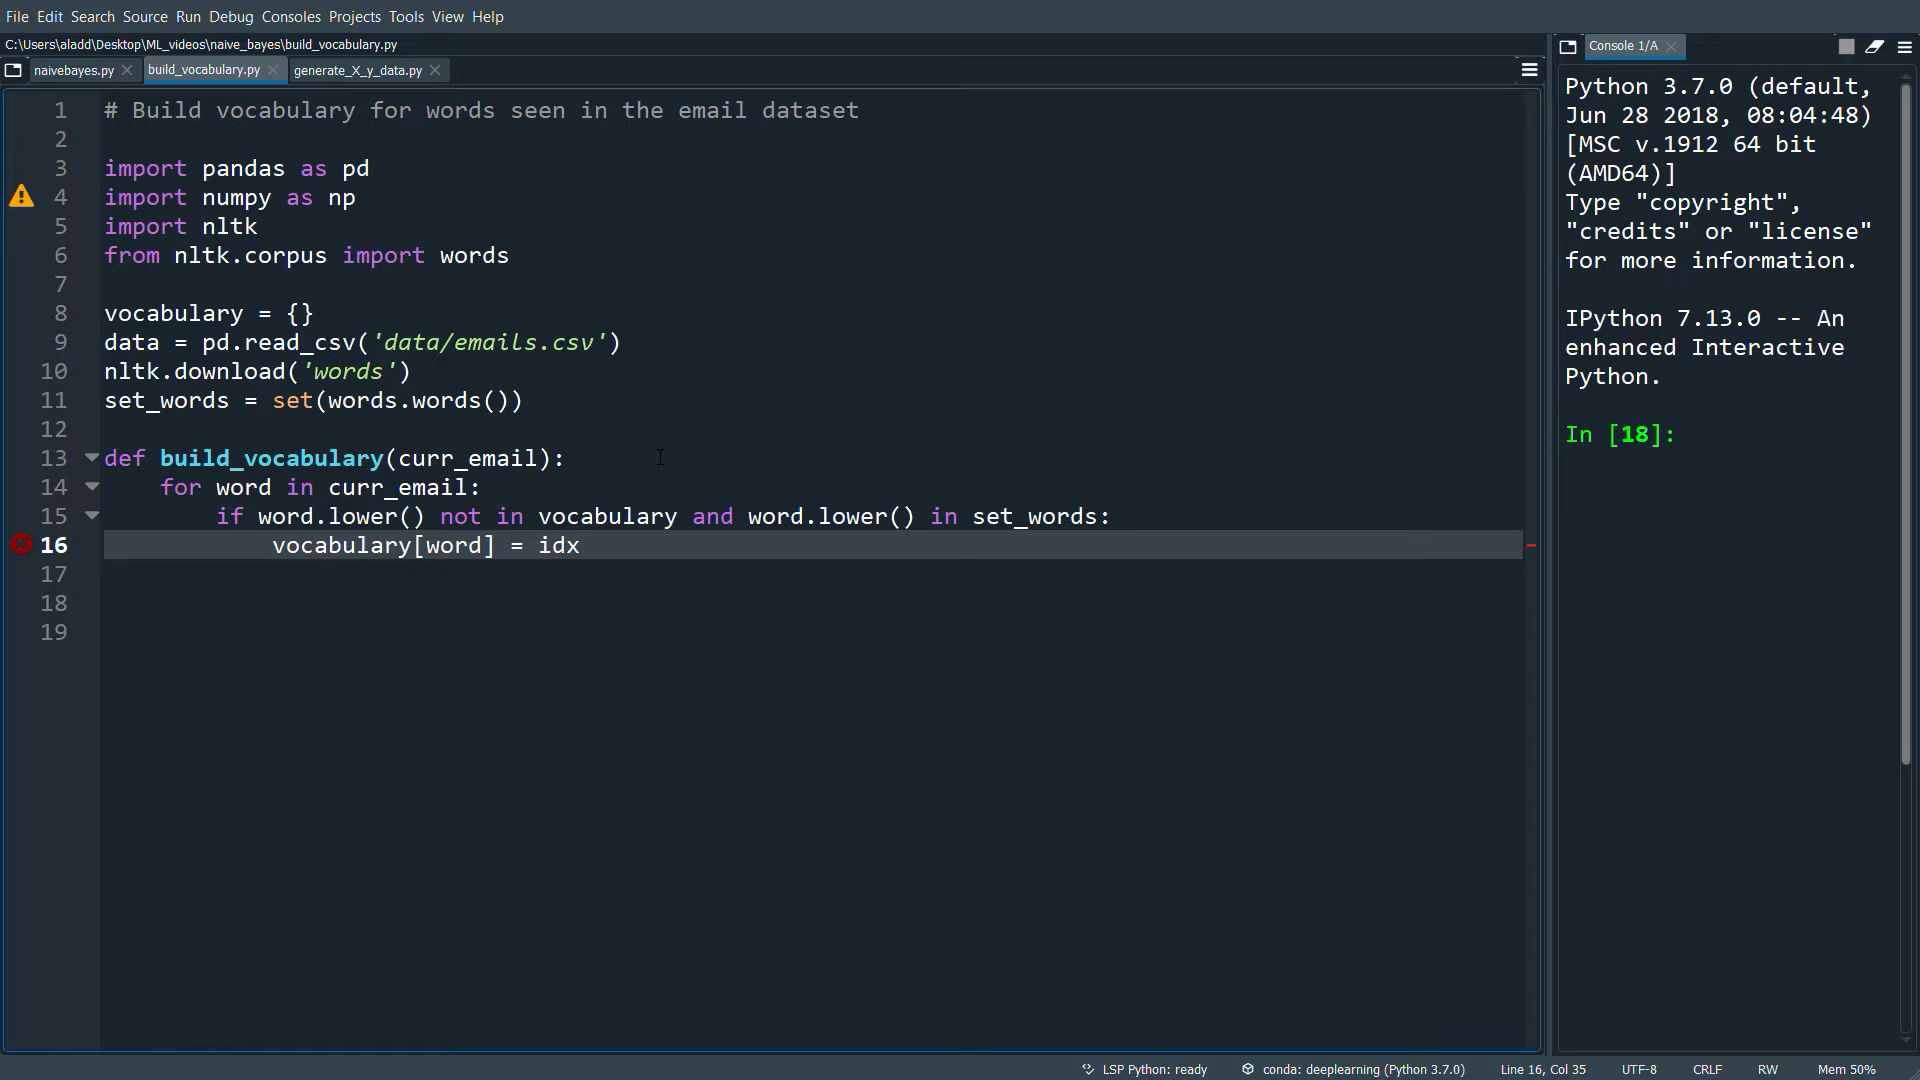 File Edit Search Source Run Debug Consoles Projects Tools View Help
C:\Users\aladd\Desktop\ML_videos\naive_bayes\build_vocabulary.py
naivebayes.py build_vocabulary.py generate_X_y_data.py
1 # Build vocabulary for words seen in the email dataset
2
3 import pandas as pd
4 import numpy as np
5 import nltk
6 from nltk.corpus import words
7
8 vocabulary = {}
9 data = pd.read_csv('data/emails.csv')
10 nltk.download('words')
11 set_words = set(words.words())
12
13 def build_vocabulary(curr_email):
14     for word in curr_email:
15         if word.lower() not in vocabulary and word.lower() in set_words:
16             vocabulary[word] = idx
17
18
19
Console 1/A
Python 3.7.0 (default,
Jun 28 2018, 08:04:48)
[MSC v.1912 64 bit
(AMD64)]
Type "copyright",
"credits" or "license"
for more information.
IPython 7.13.0 -- An
enhanced Interactive
Python.
In [18]:
LSP Python: ready conda: deeplearning (Python 3.7.0) Line 16, Col 35 UTF-8 CRLF RW Mem 50%